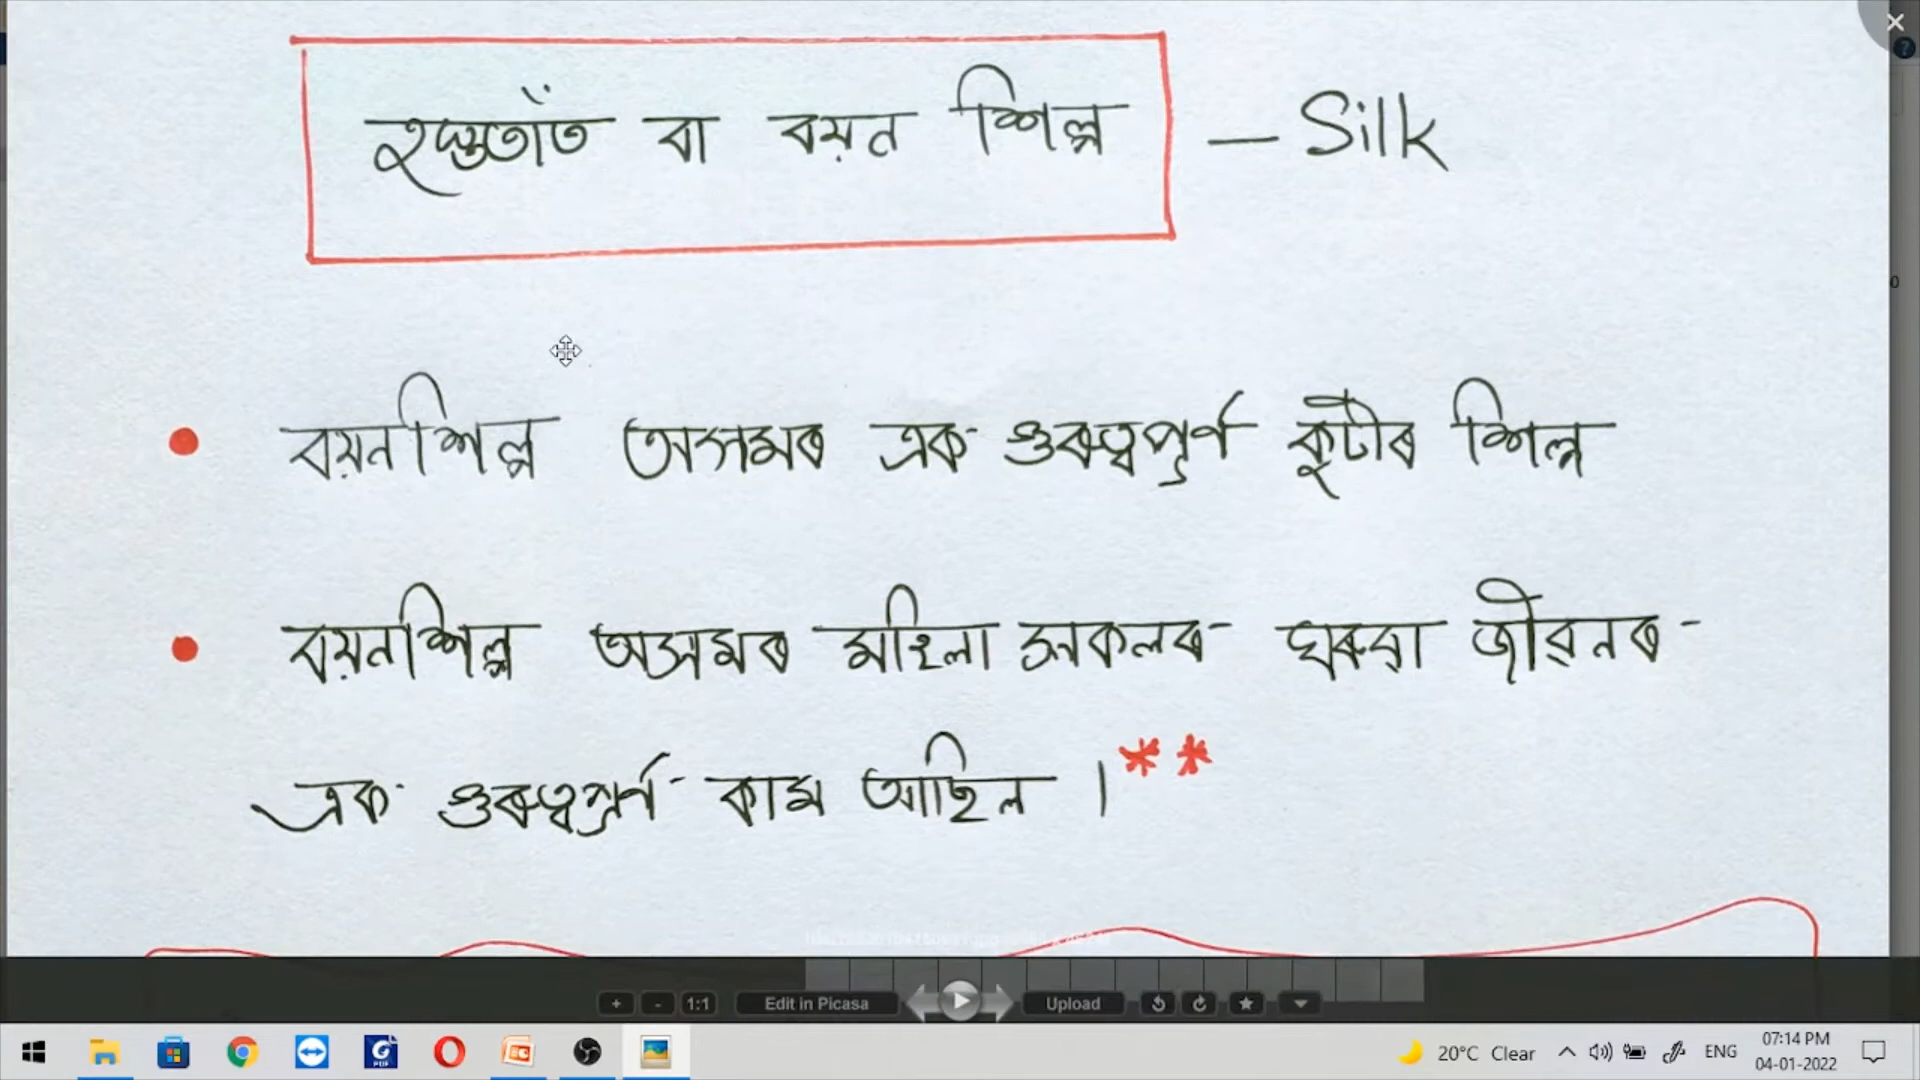 হস্ততাঁত বা বয়ন শিল্প — Silk
• বয়নশিল্প অসমৰ এক গুৰুত্বপূৰ্ণ কুটীৰ শিল্প
• বয়নশিল্প অসমৰ মহিলা সকলৰ ঘৰুৱা জীৱনৰ
এক গুৰুত্বপূৰ্ণ কাম আছিল ।**
+ - 1:1 Edit in Picasa Upload
20°C Clear ENG 07:14 PM
04-01-2022